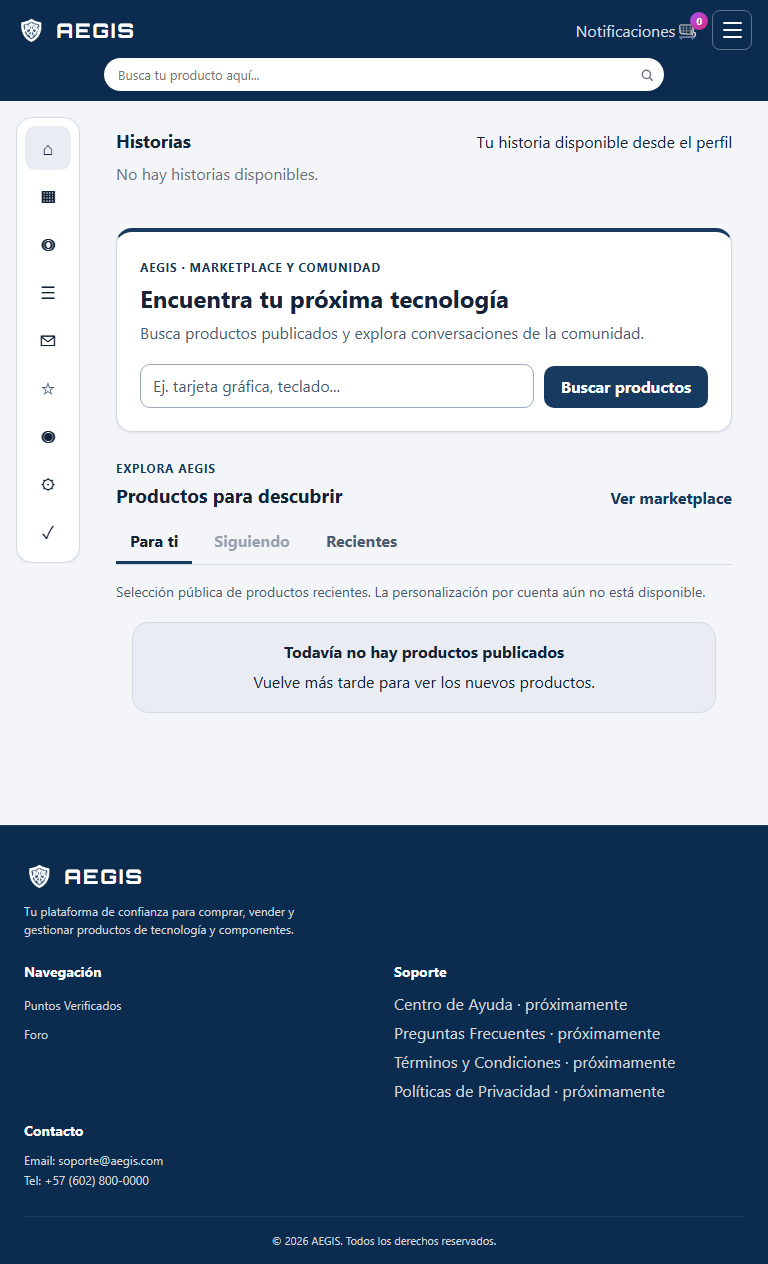 AEGIS
Notificaciones
0
Busca tu producto aquí...
Historias
Tu historia disponible desde el perfil
No hay historias disponibles.
AEGIS · MARKETPLACE Y COMUNIDAD
Encuentra tu próxima tecnología
Busca productos publicados y explora conversaciones de la comunidad.
Ej. tarjeta gráfica, teclado...
Buscar productos
EXPLORA AEGIS
Productos para descubrir
Ver marketplace
Para ti
Siguiendo
Recientes
Selección pública de productos recientes. La personalización por cuenta aún no está disponible.
Todavía no hay productos publicados
Vuelve más tarde para ver los nuevos productos.
AEGIS
Tu plataforma de confianza para comprar, vender y
gestionar productos de tecnología y componentes.
Navegación
Puntos Verificados
Foro
Soporte
Centro de Ayuda · próximamente
Preguntas Frecuentes · próximamente
Términos y Condiciones · próximamente
Políticas de Privacidad · próximamente
Contacto
Email: soporte@aegis.com
Tel: +57 (602) 800-0000
© 2026 AEGIS. Todos los derechos reservados.